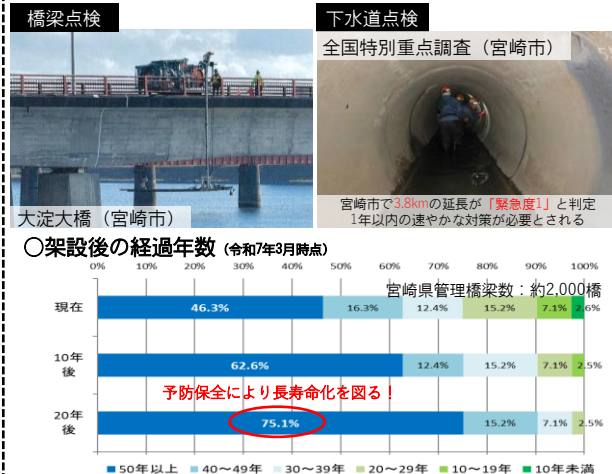 橋梁点検
大淀大橋（宮崎市）
下水道点検
全国特別重点調査（宮崎市）
宮崎市で3.8kmの延長が「緊急度1」と判定
1年以内の速やかな対策が必要とされる
○架設後の経過年数（令和7年3月時点）
0% 10% 20% 30% 40% 50% 60% 70% 80% 90% 100%
宮崎県管理橋梁数：約2,000橋
現在 46.3% 16.3% 12.4% 15.2% 7.1% 2.6%
10年後 62.6% 12.4% 15.2% 7.1% 2.5%
予防保全により長寿命化を図る！
20年後 75.1% 15.2% 7.1% 2.5%
50年以上 40～49年 30～39年 20～29年 10～19年 10年未満